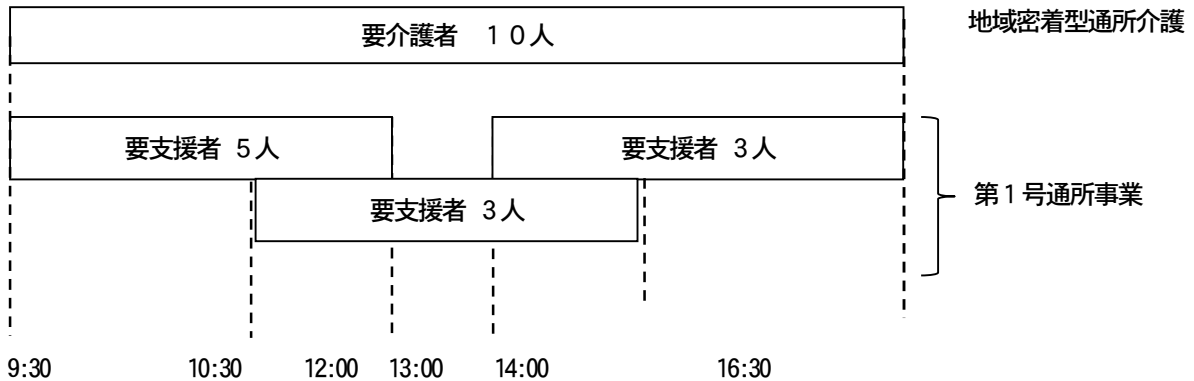 要介護者　１０人
地域密着型通所介護
要支援者 5人
要支援者 3人
要支援者 3人
第1号通所事業
9:30 10:30 12:00 13:00 14:00 16:30